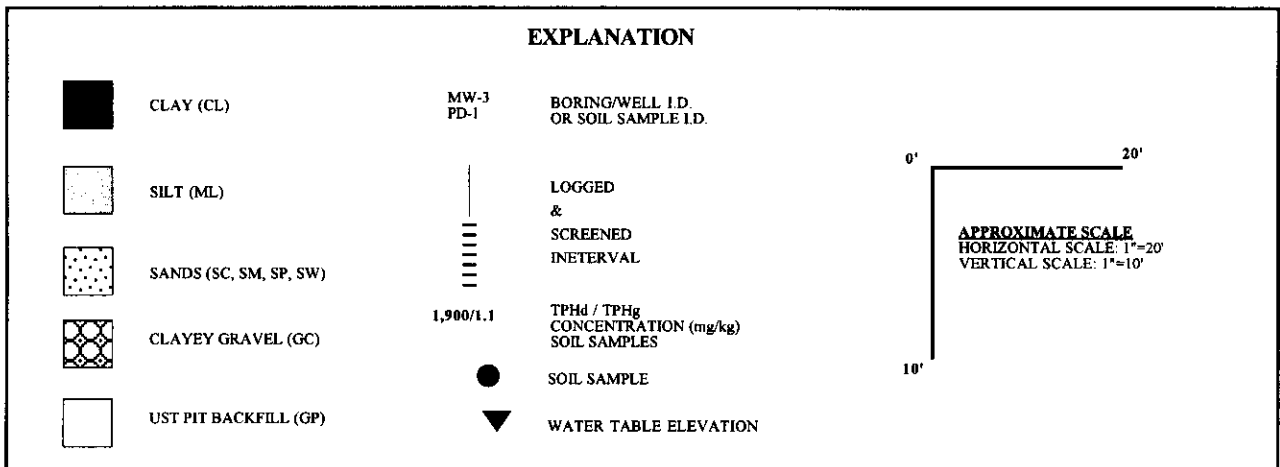 EXPLANATION
CLAY (CL)
SILT (ML)
SANDS (SC, SM, SP, SW)
CLAYEY GRAVEL (GC)
UST PIT BACKFILL (GP)
MW-3
PD-1
BORING/WELL I.D.
OR SOIL SAMPLE I.D.
LOGGED
&
SCREENED
INETERVAL
1,900/1.1
TPHd / TPHg
CONCENTRATION (mg/kg)
SOIL SAMPLES
SOIL SAMPLE
WATER TABLE ELEVATION
0'
20'
APPROXIMATE SCALE
HORIZONTAL SCALE: 1"=20'
VERTICAL SCALE: 1"=10'
10'